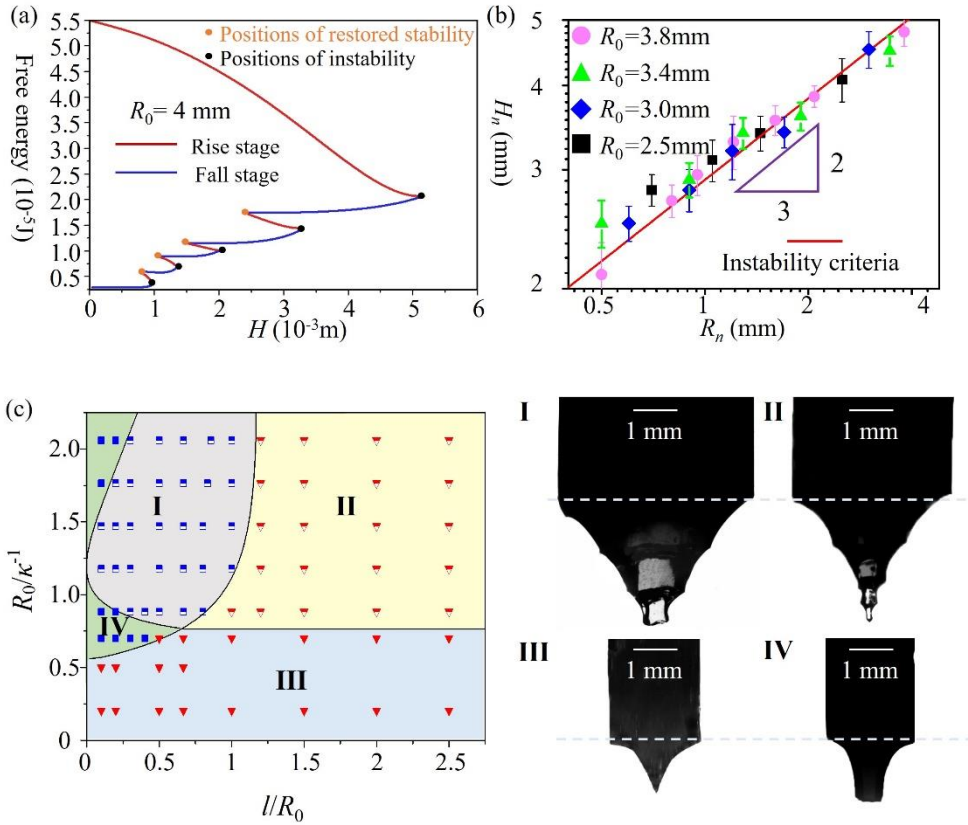 (a)
5.5
5.0
4.5
3.5
3.0
2.5
2.0
1.5
1.0
0.5
Free energy (10⁻⁵J)
Positions of restored stability
Positions of instability
R₀= 4 mm
Rise stage
Fall stage
0 1 2 3 4 5 6
H (10⁻³m)
(b)
5
3
2
Hₙ (mm)
R₀=3.8mm
R₀=3.4mm
R₀=3.0mm
R₀=2.5mm
2
3
Instability criteria
0.5 1 2 4
Rₙ (mm)
(c)
2.0
1.5
1.0
0.5
0
R₀/κ⁻¹
I
II
IV
III
0 0.5 1 1.5 2.0 2.5
l/R₀
I
1 mm
II
1 mm
III
1 mm
IV
1 mm